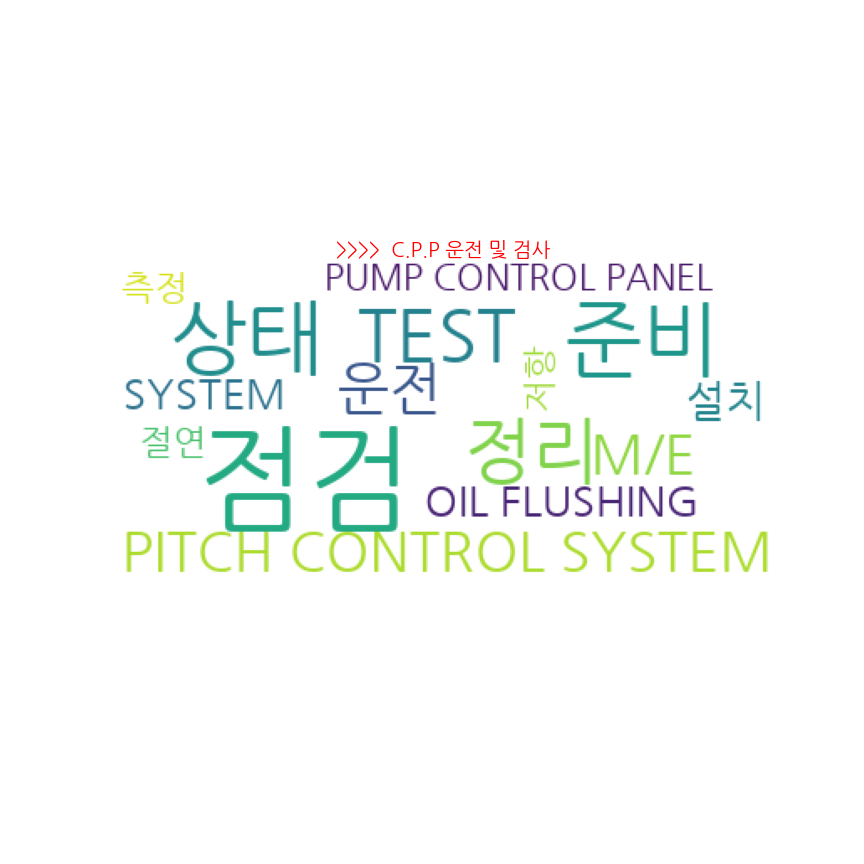 >>>> C.P.P 운전 및 검사
PUMP CONTROL PANEL
측정
상태 TEST 준비
SYSTEM 운전 저항 설치
절연 점검 정리 M/E
OIL FLUSHING
PITCH CONTROL SYSTEM